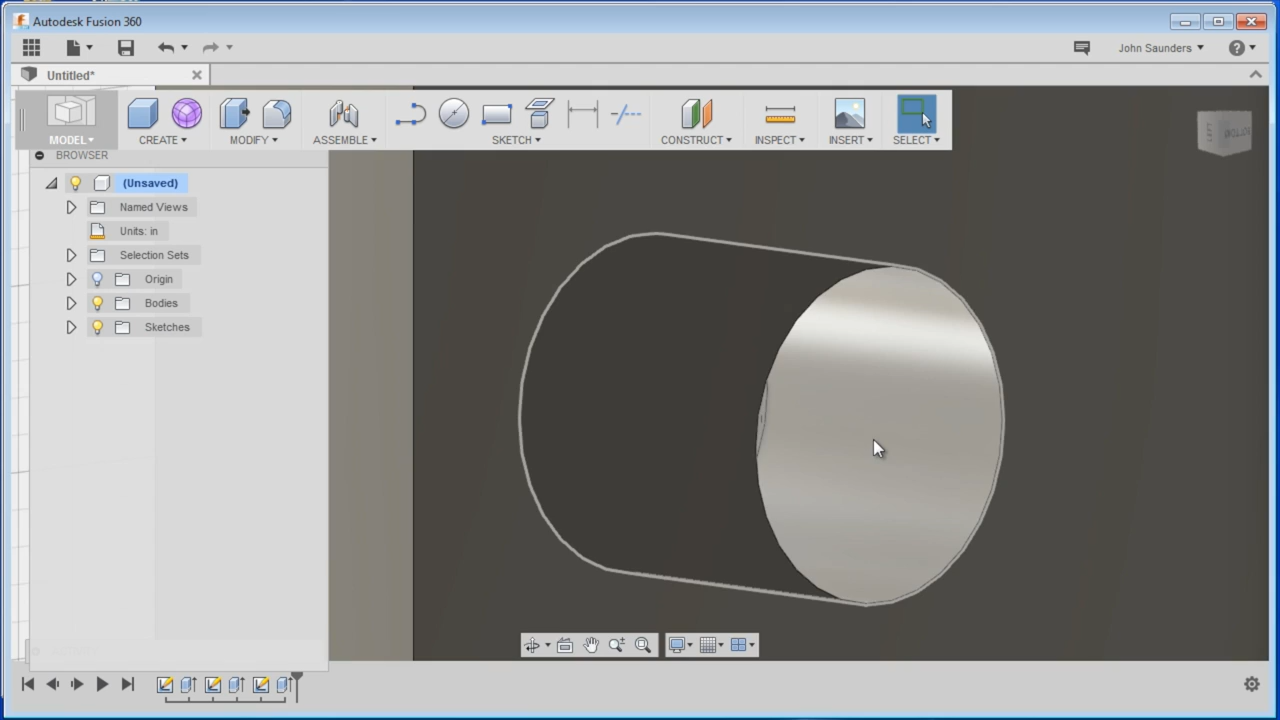 Autodesk Fusion 360
John Saunders
Untitled*
MODEL
CREATE
MODIFY
ASSEMBLE
SKETCH
CONSTRUCT
INSPECT
INSERT
SELECT
BROWSER
(Unsaved)
Named Views
Units: in
Selection Sets
Origin
Bodies
Sketches